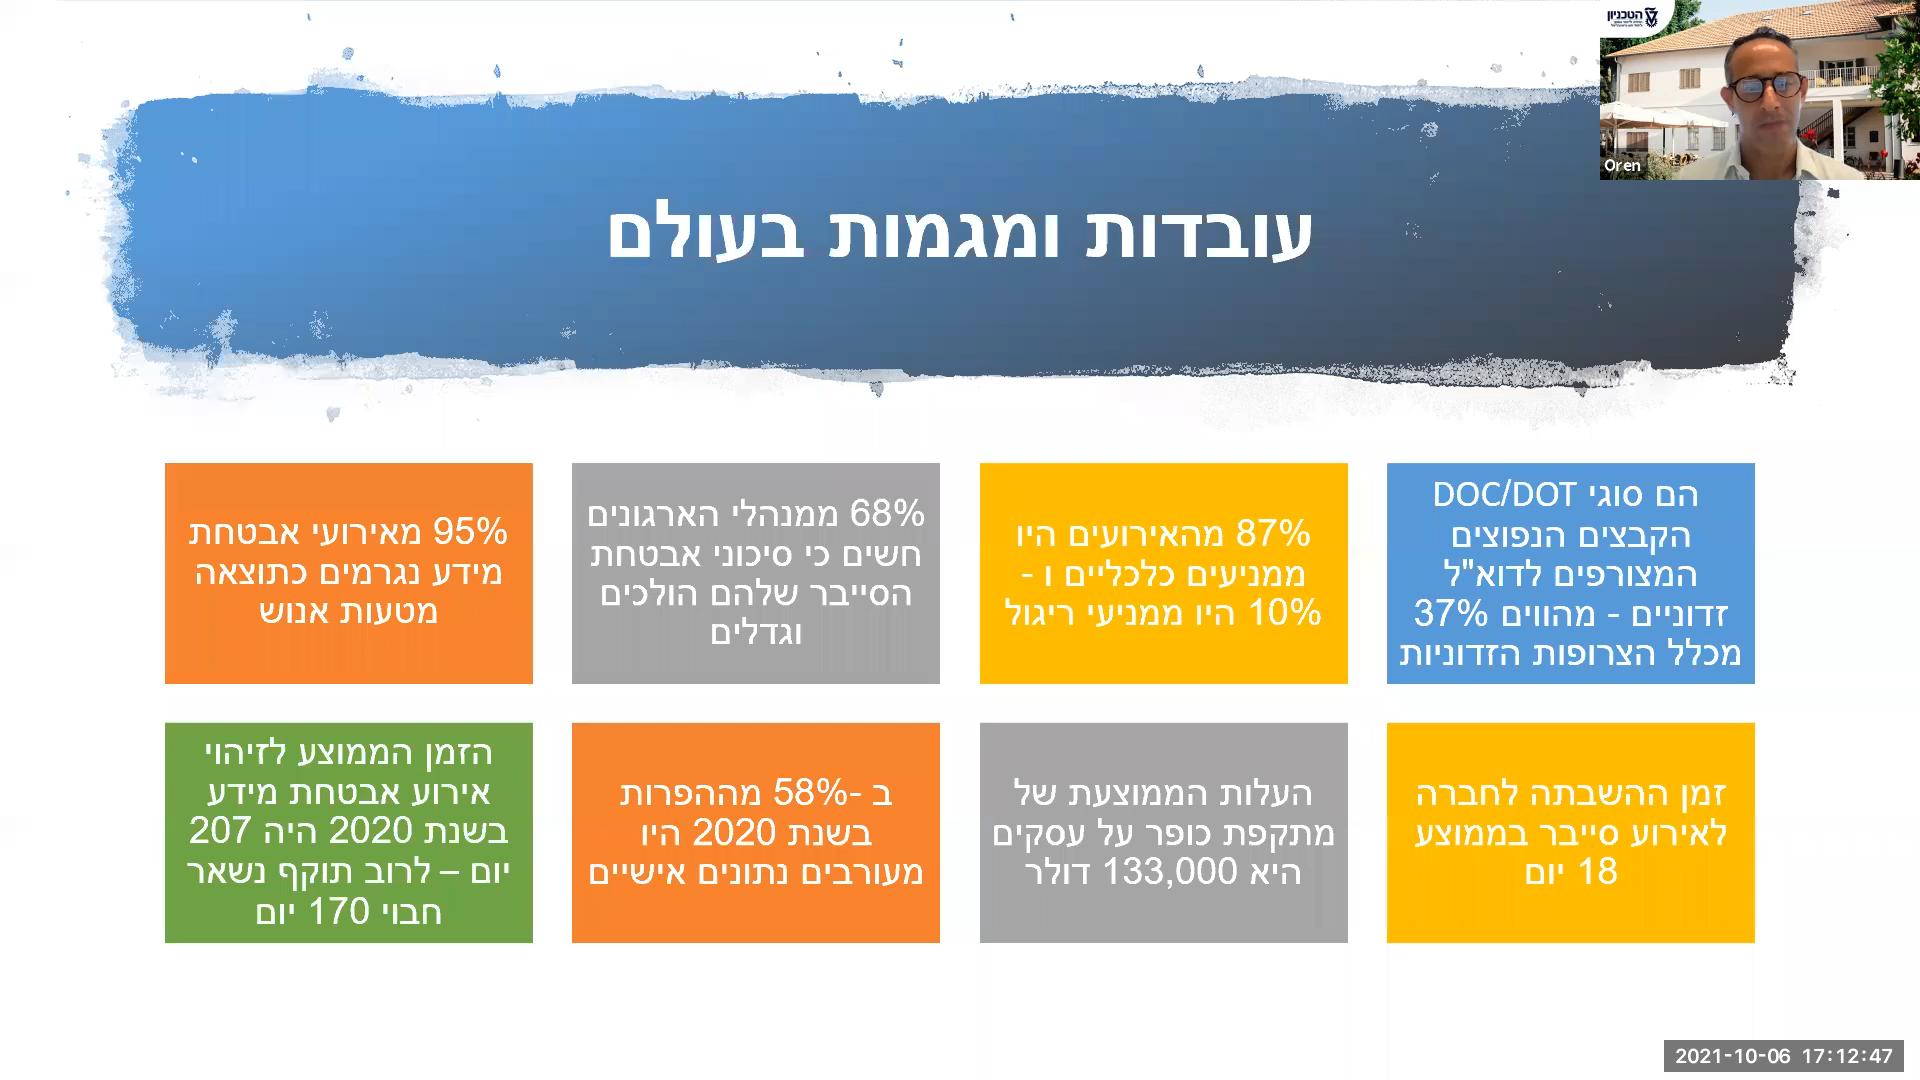 הטכניון
Oren
עובדות ומגמות בעולם
DOC/DOT הם סוגי
הקבצים הנפוצים
המצורפים לדוא"ל
זדוניים - מהווים 37%
מכלל הצרופות הזדוניות
87% מהאירועים היו
ממניעים כלכליים ו -
10% היו ממניעי ריגול
68% ממנהלי הארגונים
חשים כי סיכוני אבטחת
הסייבר שלהם הולכים
וגדלים
95% מאירועי אבטחת
מידע נגרמים כתוצאה
מטעות אנוש
זמן ההשבתה לחברה
לאירוע סייבר בממוצע
18 יום
העלות הממוצעת של
מתקפת כופר על עסקים
היא 133,000 דולר
ב -58% מההפרות
בשנת 2020 היו
מעורבים נתונים אישיים
הזמן הממוצע לזיהוי
אירוע אבטחת מידע
בשנת 2020 היה 207
יום – לרוב תוקף נשאר
חבוי 170 יום
2021-10-06 17:12:47